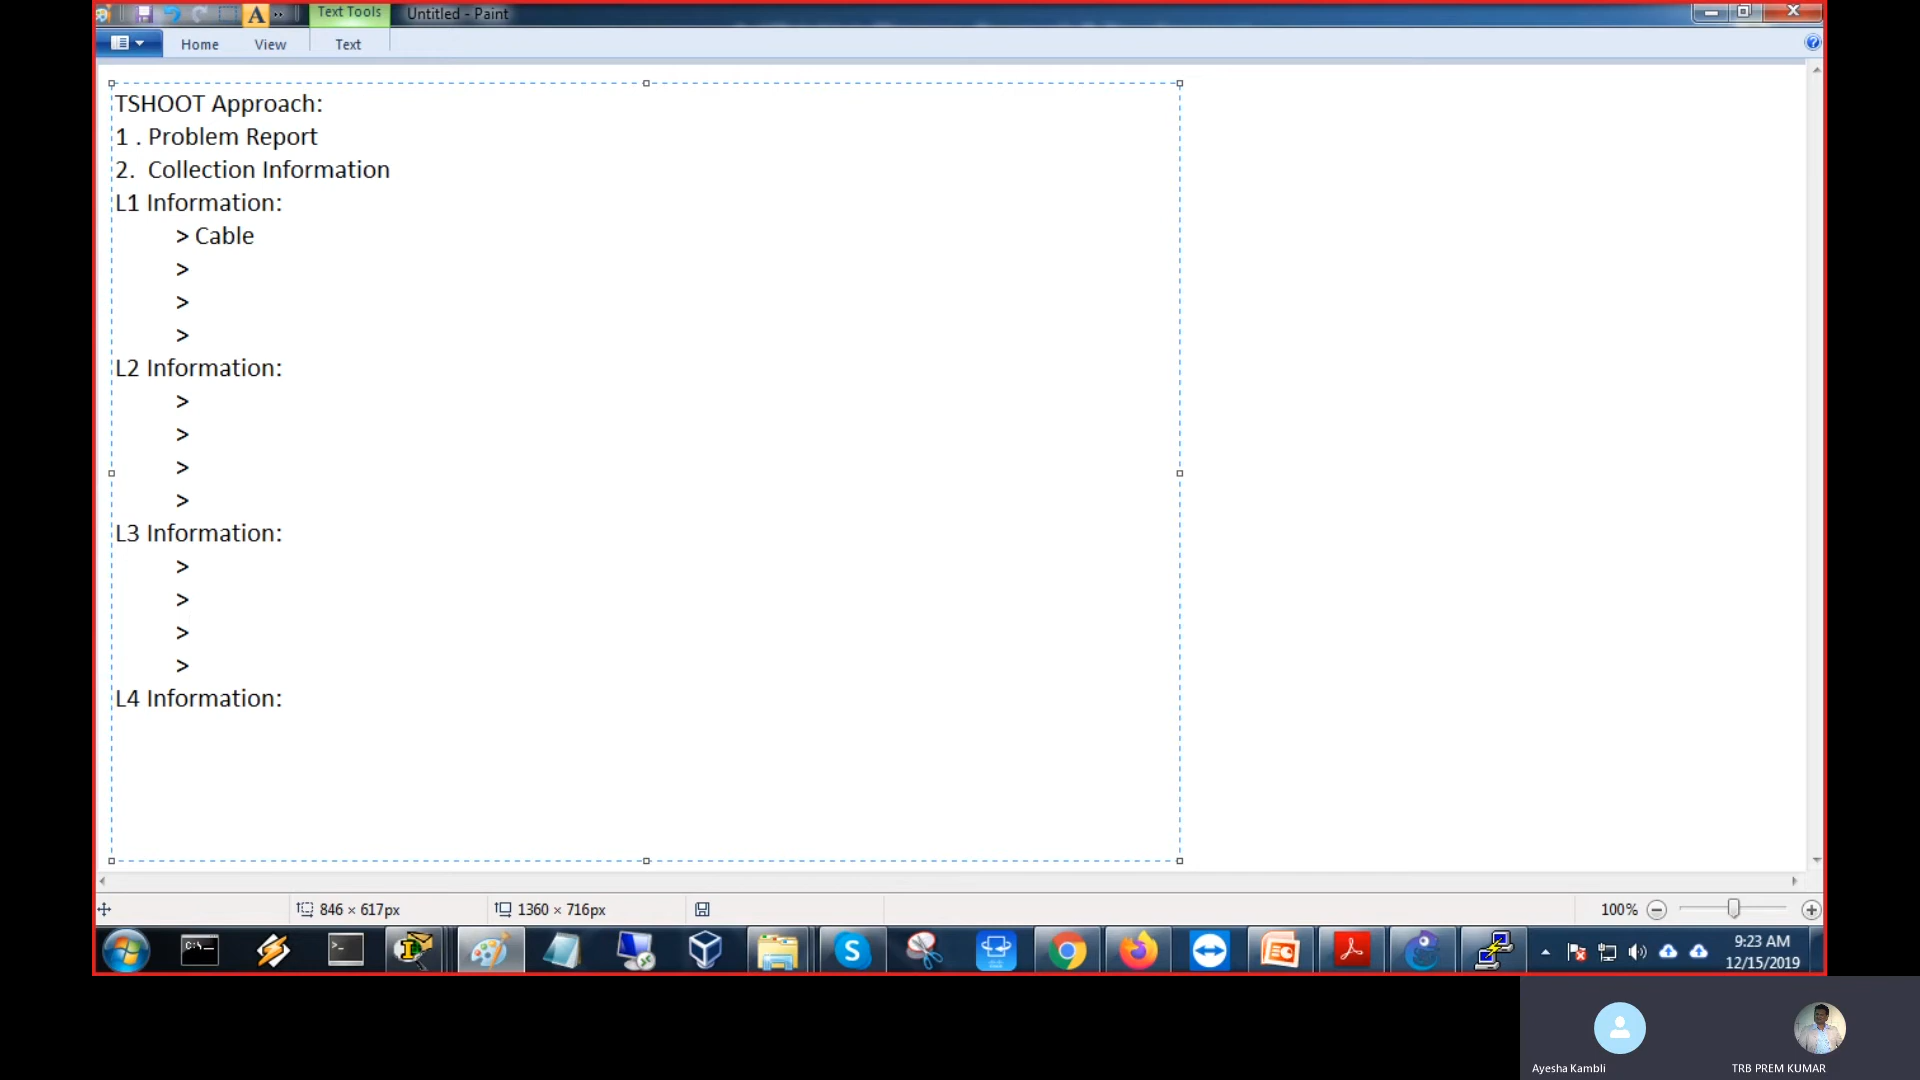 Text Tools
Untitled - Paint
Home
View
Text
TSHOOT Approach:
1 . Problem Report
2. Collection Information
L1 Information:
> Cable
>
>
>
L2 Information:
>
>
>
>
L3 Information:
>
>
>
>
L4 Information:
846 × 617px
1360 × 716px
100%
9:23 AM
12/15/2019
Ayesha Kambli
TRB PREM KUMAR